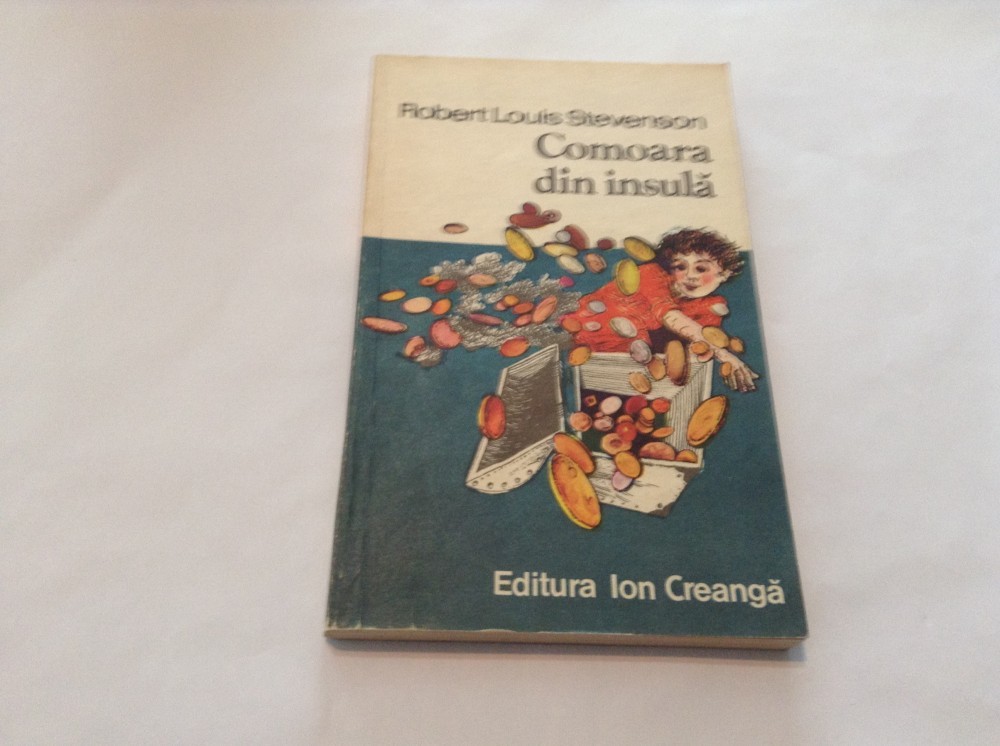 Robert Louis Stevenson
Comoara
din insulă
Editura Ion Creangă